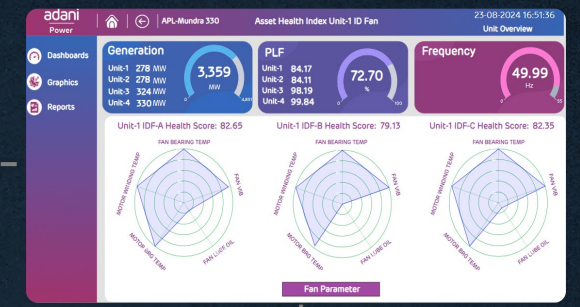 adani
Power
APL-Mundra 330
Asset Health Index Unit-1 ID Fan
23-08-2024 16:51:36
Unit Overview
Dashboards
Graphics
Reports
Generation
Unit-1 278 MW
Unit-2 278 MW
Unit-3 324 MW
Unit-4 330 MW
3,359
MW
0
PLF
Unit-1 84.17
Unit-2 84.11
Unit-3 98.19
Unit-4 99.84
72.70
%
0
100
Frequency
49.99
Hz
0
55
Unit-1 IDF-A Health Score: 82.65
FAN BEARING TEMP
FAN VIB
FAN LUBE OIL
MOTOR BRG TEMP
MOTOR WINDING TEMP
Unit-1 IDF-B Health Score: 79.13
FAN BEARING TEMP
FAN VIB
FAN LUBE OIL
MOTOR BRG TEMP
MOTOR WINDING TEMP
Unit-1 IDF-C Health Score: 82.35
FAN BEARING TEMP
FAN VIB
FAN LUBE OIL
MOTOR BRG TEMP
MOTOR WINDING TEMP
Fan Parameter